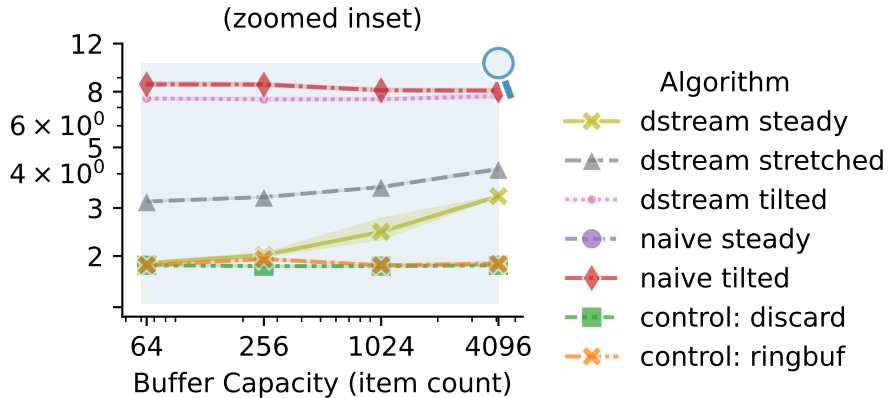 (zoomed inset)
12
8
6 × 10⁰
5
4 × 10⁰
3
2
64 256 1024 4096
Buffer Capacity (item count)
Algorithm
dstream steady
dstream stretched
dstream tilted
naive steady
naive tilted
control: discard
control: ringbuf